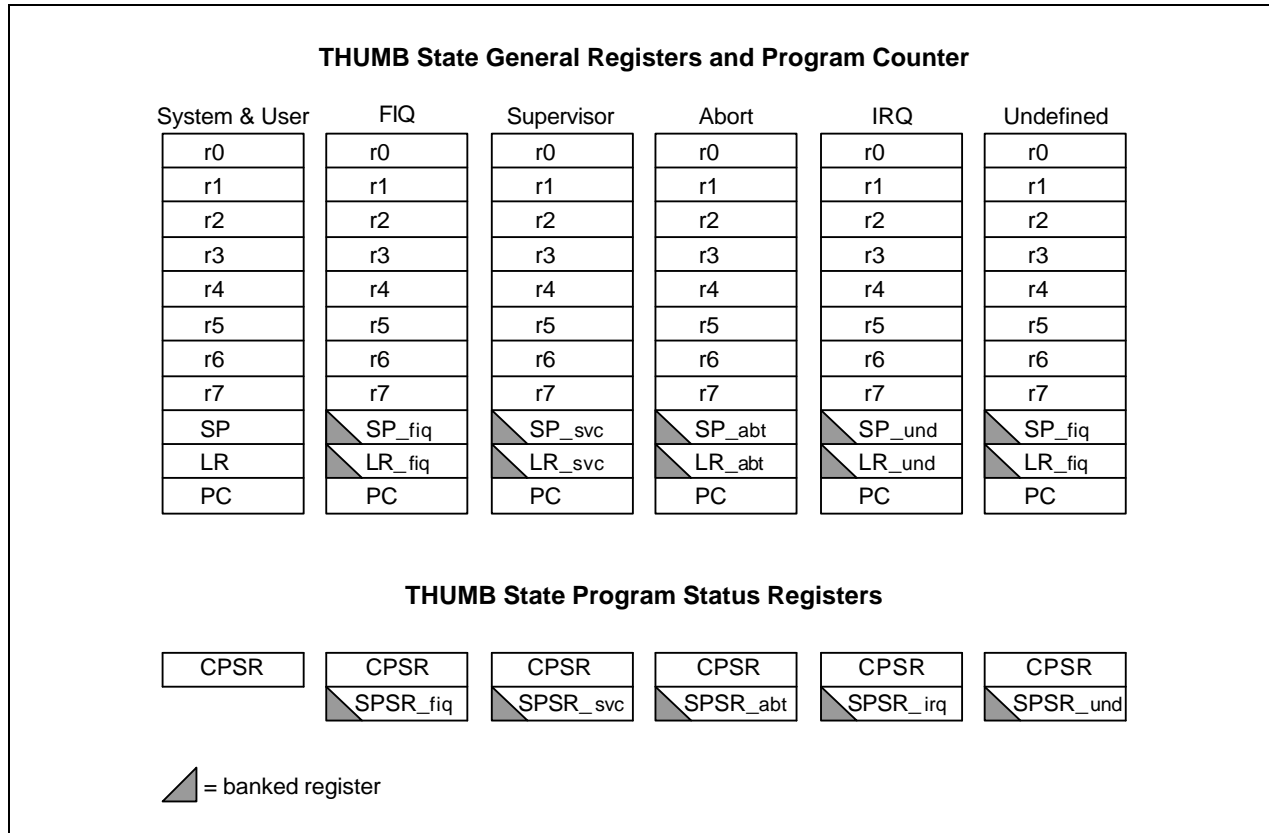 THUMB State General Registers and Program Counter
System & User FIQ Supervisor Abort IRQ Undefined
r0 r0 r0 r0 r0 r0
r1 r1 r1 r1 r1 r1
r2 r2 r2 r2 r2 r2
r3 r3 r3 r3 r3 r3
r4 r4 r4 r4 r4 r4
r5 r5 r5 r5 r5 r5
r6 r6 r6 r6 r6 r6
r7 r7 r7 r7 r7 r7
SP SP_fiq SP_svc SP_abt SP_und SP_fiq
LR LR_fiq LR_svc LR_abt LR_und LR_fiq
PC PC PC PC PC PC
THUMB State Program Status Registers
CPSR CPSR CPSR CPSR CPSR CPSR
SPSR_fiq SPSR_svc SPSR_abt SPSR_irq SPSR_und
= banked register